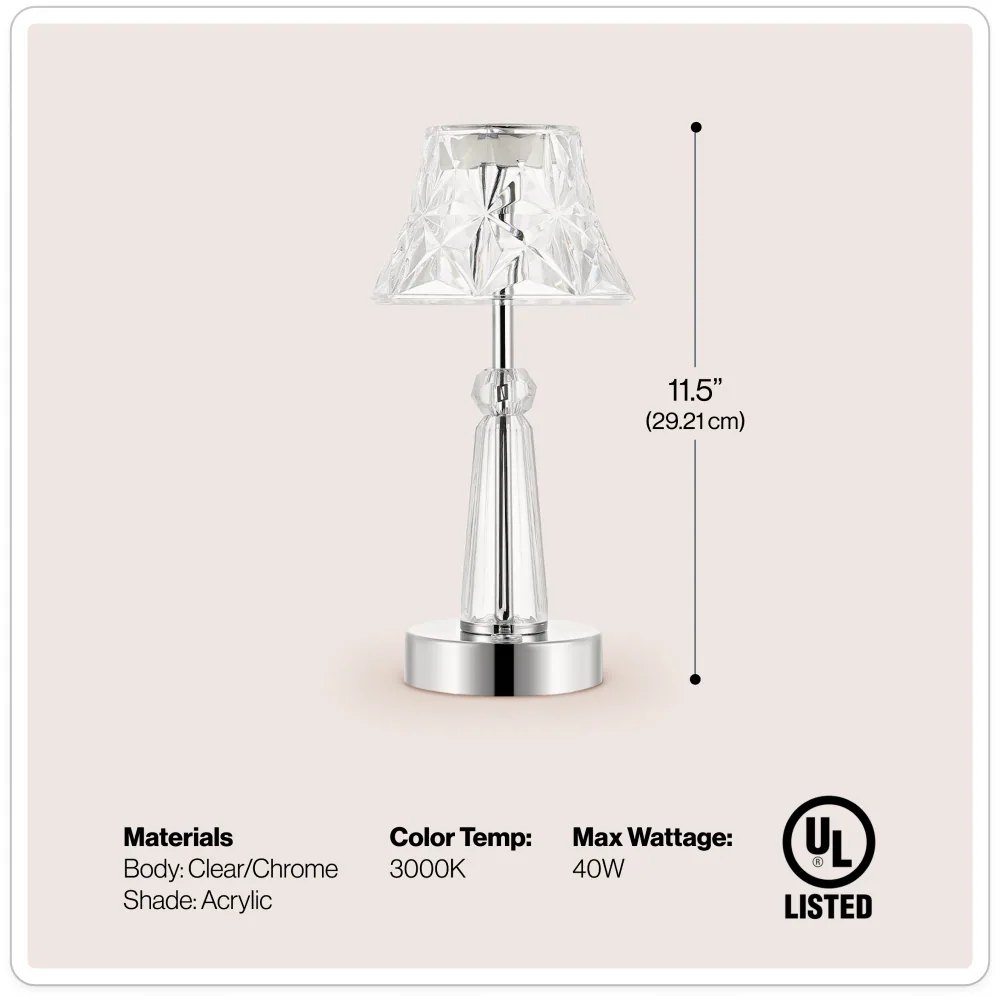 11.5”
(29.21 cm)
Materials
Body: Clear/Chrome
Shade: Acrylic
Color Temp:
3000K
Max Wattage:
40W
UL
®
LISTED